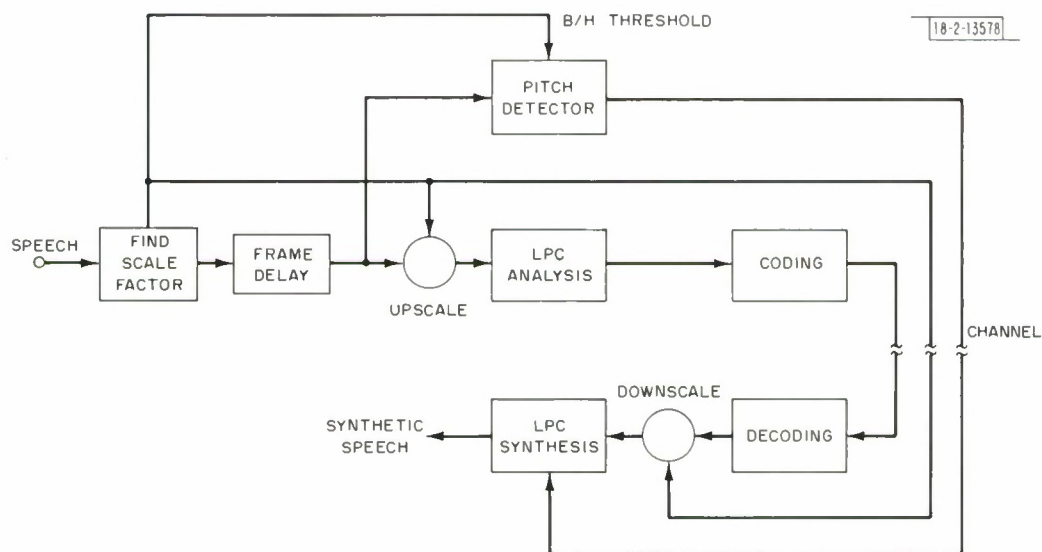 B/H THRESHOLD
18-2-13578
PITCH
DETECTOR
SPEECH
FIND
SCALE
FACTOR
FRAME
DELAY
UPSCALE
LPC
ANALYSIS
CODING
CHANNEL
DOWNSCALE
SYNTHETIC
SPEECH
LPC
SYNTHESIS
DECODING